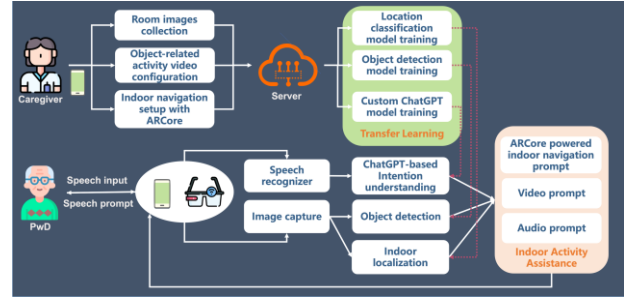 Room images
collection
Object-related
activity video
configuration
Indoor navigation
setup with
ARCore
Caregiver
Server
Location
classification
model training
Object detection
model training
Custom ChatGPT
model training
Transfer Learning
Speech input
Speech prompt
PwD
Speech
recognizer
Image capture
ChatGPT-based
Intention
understanding
Object detection
Indoor
localization
ARCore powered
indoor navigation
prompt
Video prompt
Audio prompt
Indoor Activity
Assistance